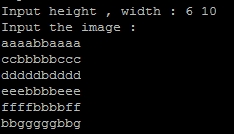 Input height , width : 6 10
Input the image :
aaaabbaaaa
ccbbbbbccc
dddddbdddd
eeebbbbeee
ffffbbbbff
bbgggggbbg